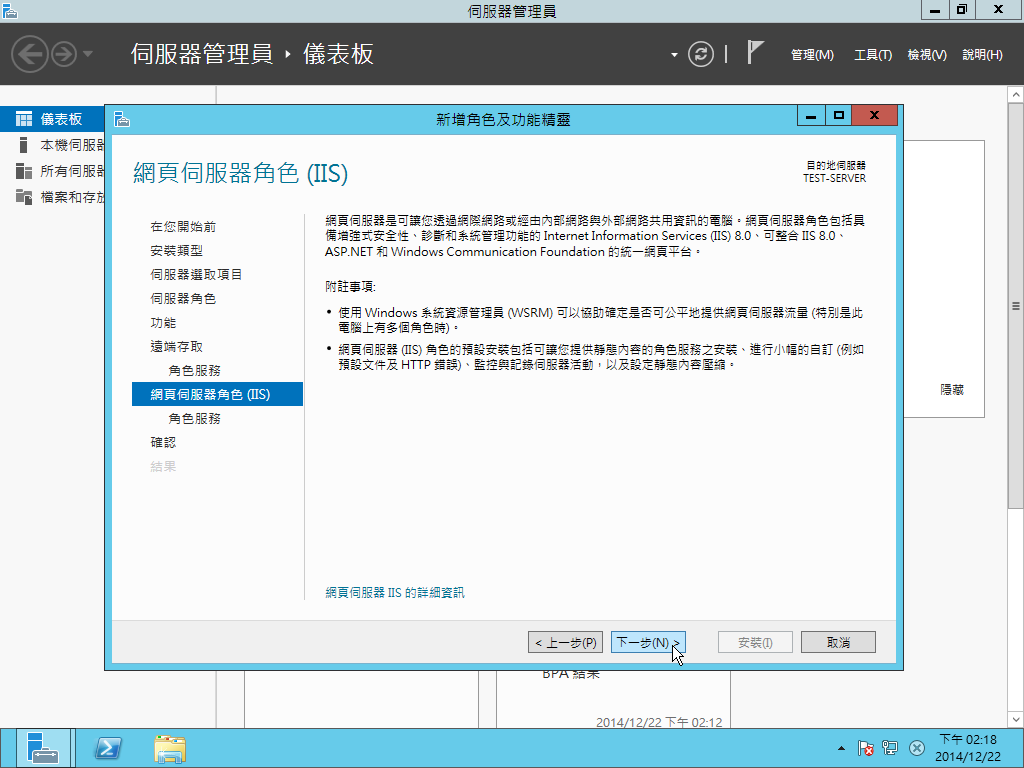 伺服器管理員
伺服器管理員 ‣ 儀表板
管理(M) 工具(T) 檢視(V) 說明(H)
儀表板
本機伺服器
所有伺服器
檔案和存放
新增角色及功能精靈
網頁伺服器角色 (IIS)
目的地伺服器
TEST-SERVER
在您開始前
安裝類型
伺服器選取項目
伺服器角色
功能
遠端存取
角色服務
網頁伺服器角色 (IIS)
角色服務
確認
結果
網頁伺服器是可讓您透過網際網路或經由內部網路與外部網路共用資訊的電腦。網頁伺服器角色包括具
備增強式安全性、診斷和系統管理功能的 Internet Information Services (IIS) 8.0、可整合 IIS 8.0、
ASP.NET 和 Windows Communication Foundation 的統一網頁平台。
附註事項:
• 使用 Windows 系統資源管理員 (WSRM) 可以協助確定是否可公平地提供網頁伺服器流量 (特別是此
電腦上有多個角色時)。
• 網頁伺服器 (IIS) 角色的預設安裝包括可讓您提供靜態內容的角色服務之安裝、進行小幅的自訂 (例如
預設文件及 HTTP 錯誤)、監控與記錄伺服器活動，以及設定靜態內容壓縮。
網頁伺服器 IIS 的詳細資訊
< 上一步(P) 下一步(N) > 安裝(I) 取消
隱藏
BPA 結果
2014/12/22 下午 02:12
下午 02:18
2014/12/22